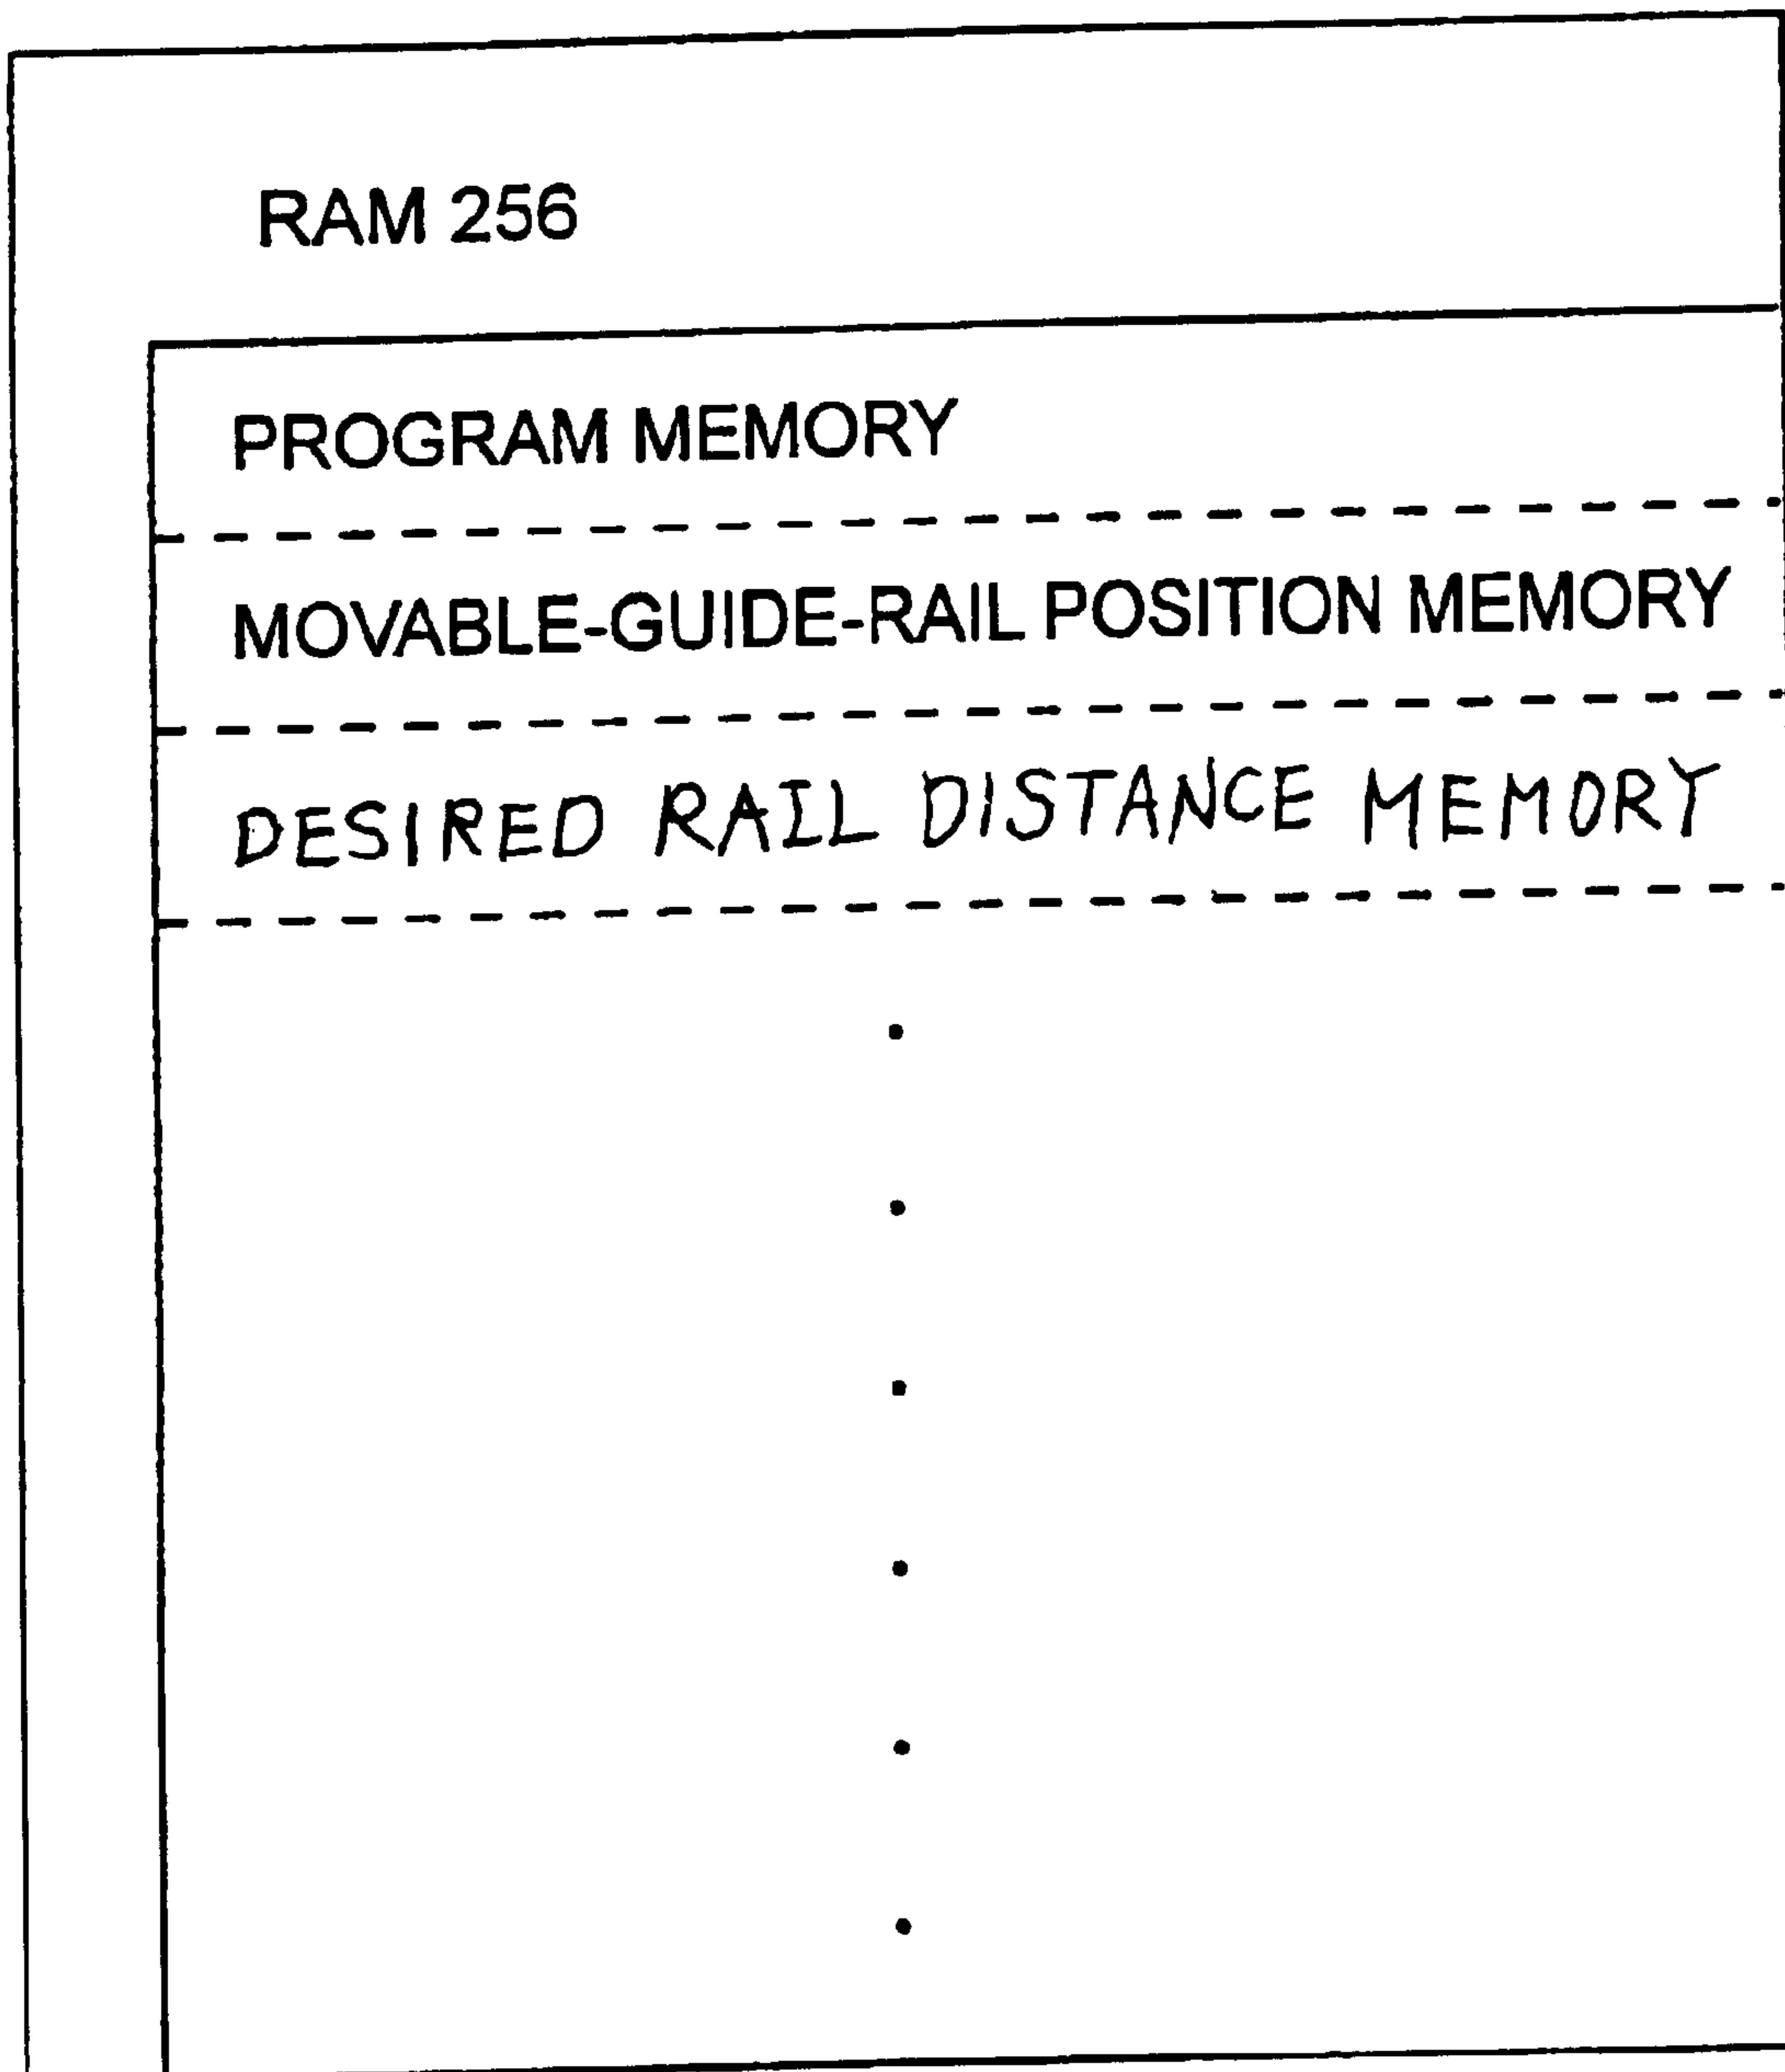 RAM 256
PROGRAM MEMORY
MOVABLE-GUIDE-RAIL POSITION MEMORY
DESIRED RAIL DISTANCE MEMORY